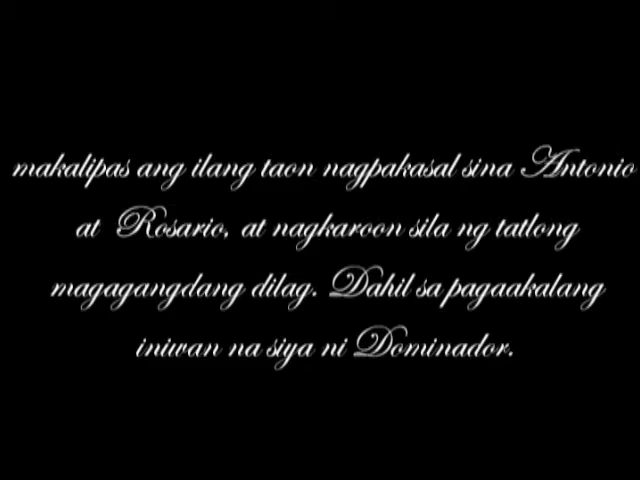 makalipas ang ilang taon nagpakasal sina Antonio
at Rosario, at nagkaroon sila ng tatlong
magagangdang dilag. Dahil sa pagaakalang
iniwan na siya ni Dominador.